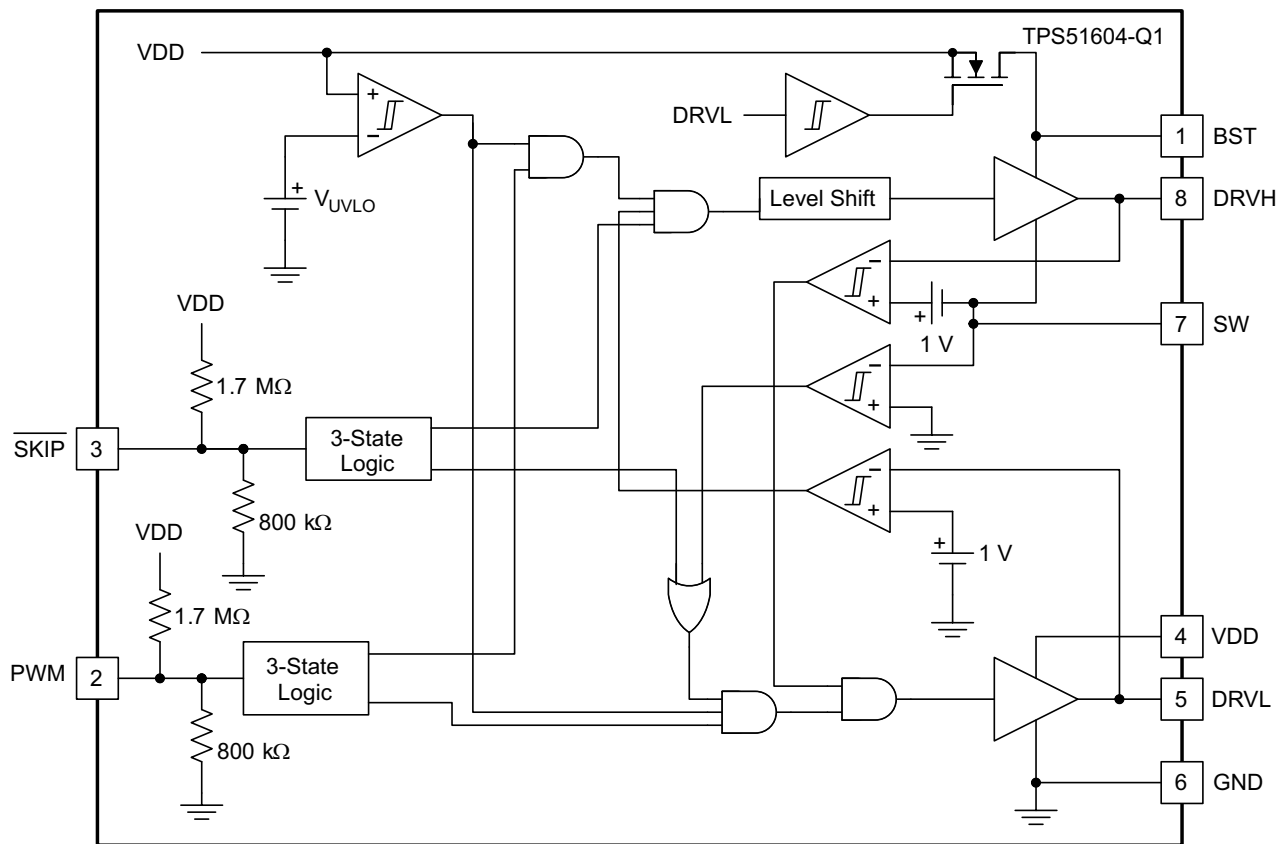 TPS51604-Q1
VDD
+
−
DRVL
1
BST
+
VUVLO
Level Shift
8
DRVH
−
+
+
1 V
7
SW
VDD
1.7 MΩ
−
+
SKIP
3
3-State
Logic
−
+
800 kΩ
VDD
+
1 V
1.7 MΩ
4
VDD
PWM
2
3-State
Logic
5
DRVL
800 kΩ
6
GND